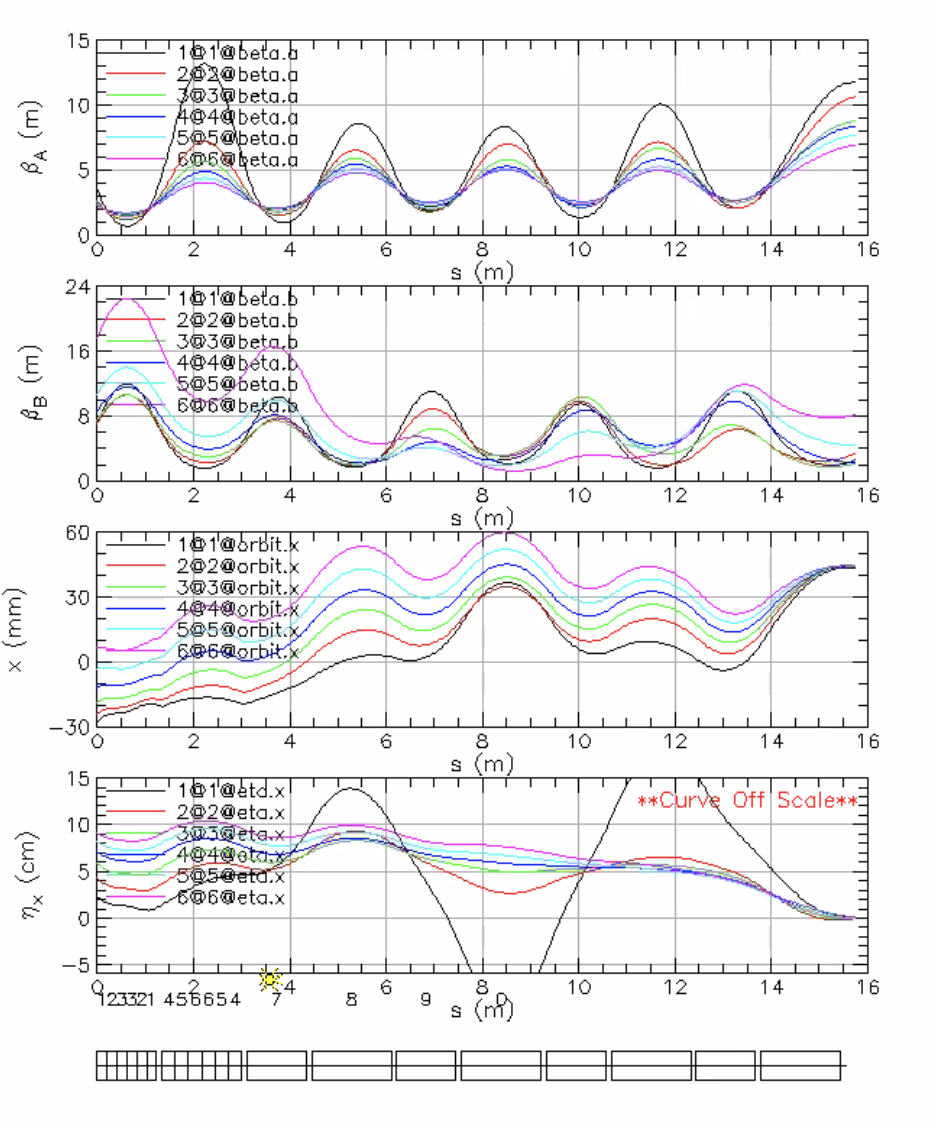 15
10
5
0
β_A (m)
1@1@beta.a
2@2@beta.a
3@3@beta.a
4@4@beta.a
5@5@beta.a
6@6@beta.a
0 2 4 6 8 10 12 14 16
s (m)
24
16
8
0
β_B (m)
1@1@beta.b
2@2@beta.b
3@3@beta.b
4@4@beta.b
5@5@beta.b
6@6@beta.b
0 2 4 6 8 10 12 14 16
s (m)
60
30
0
−30
x (mm)
1@1@orbit.x
2@2@orbit.x
3@3@orbit.x
4@4@orbit.x
5@5@orbit.x
6@6@orbit.x
0 2 4 6 8 10 12 14 16
s (m)
15
10
5
0
−5
η_x (cm)
1@1@eta.x
2@2@eta.x
3@3@eta.x
4@4@eta.x
5@5@eta.x
6@6@eta.x
**Curve Off Scale**
0 2 4 6 8 10 12 14 16
123321 456654 7 8 9 0
s (m)